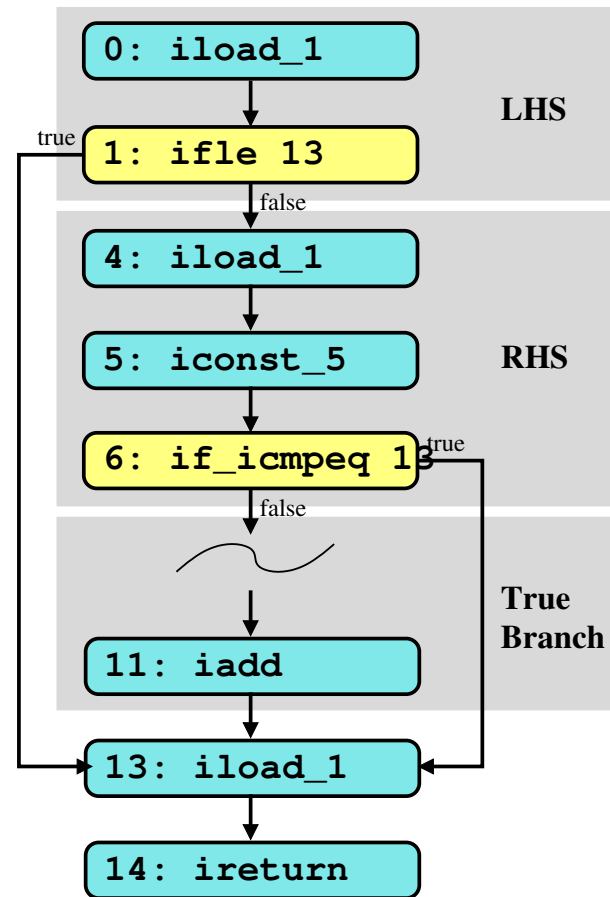 0: iload_1
LHS
true
1: ifle 13
false
4: iload_1
5: iconst_5
RHS
6: if_icmpeq 13
true
false
True
Branch
11: iadd
13: iload_1
14: ireturn